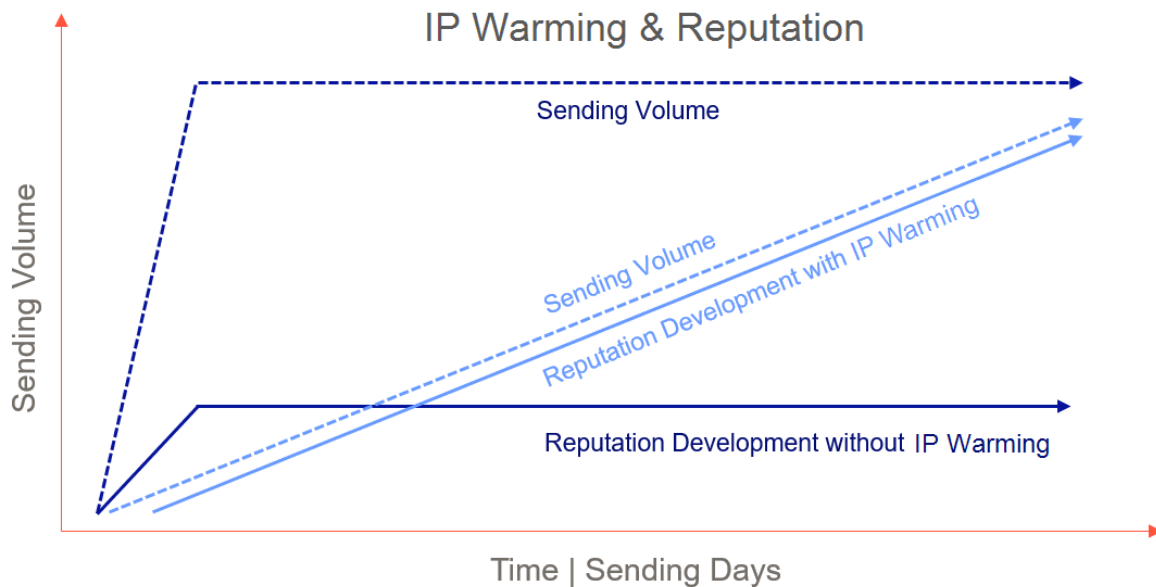 IP Warming & Reputation
Sending Volume
Sending Volume
Sending Volume
Reputation Development with IP Warming
Reputation Development without IP Warming
Time | Sending Days